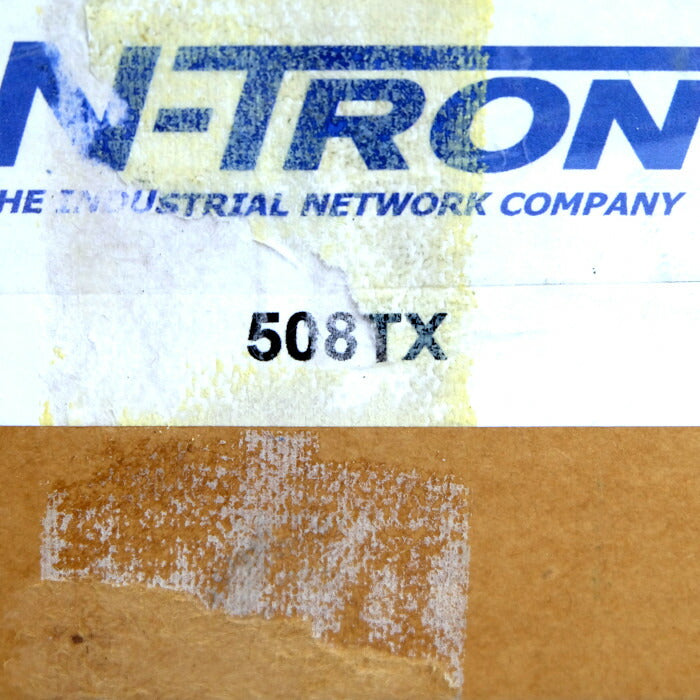 N-TRON
HE INDUSTRIAL NETWORK COMPANY
508TX